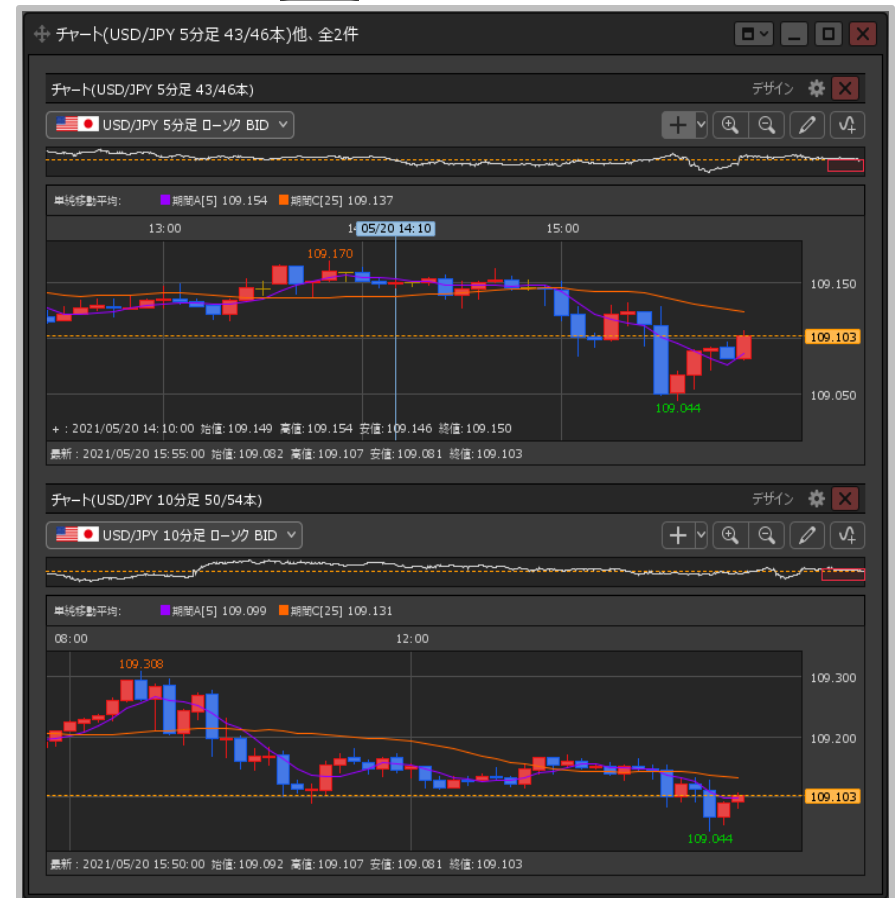 チャート(USD/JPY 5分足 43/46本)他、全2件
チャート(USD/JPY 5分足 43/46本)
デザイン
USD/JPY 5分足 ローソク BID
単純移動平均: 期間A[5] 109.154 期間C[25] 109.137
13:00 1 05/20 14:10 15:00
109.170
109.150
109.103
109.050
109.044
+ : 2021/05/20 14:10:00 始値:109.149 高値:109.154 安値:109.146 終値:109.150
最新 : 2021/05/20 15:55:00 始値:109.082 高値:109.107 安値:109.081 終値:109.103
チャート(USD/JPY 10分足 50/54本)
デザイン
USD/JPY 10分足 ローソク BID
単純移動平均: 期間A[5] 109.099 期間C[25] 109.131
08:00 12:00
109.308
109.300
109.200
109.103
109.044
最新 : 2021/05/20 15:50:00 始値:109.092 高値:109.107 安値:109.081 終値:109.103